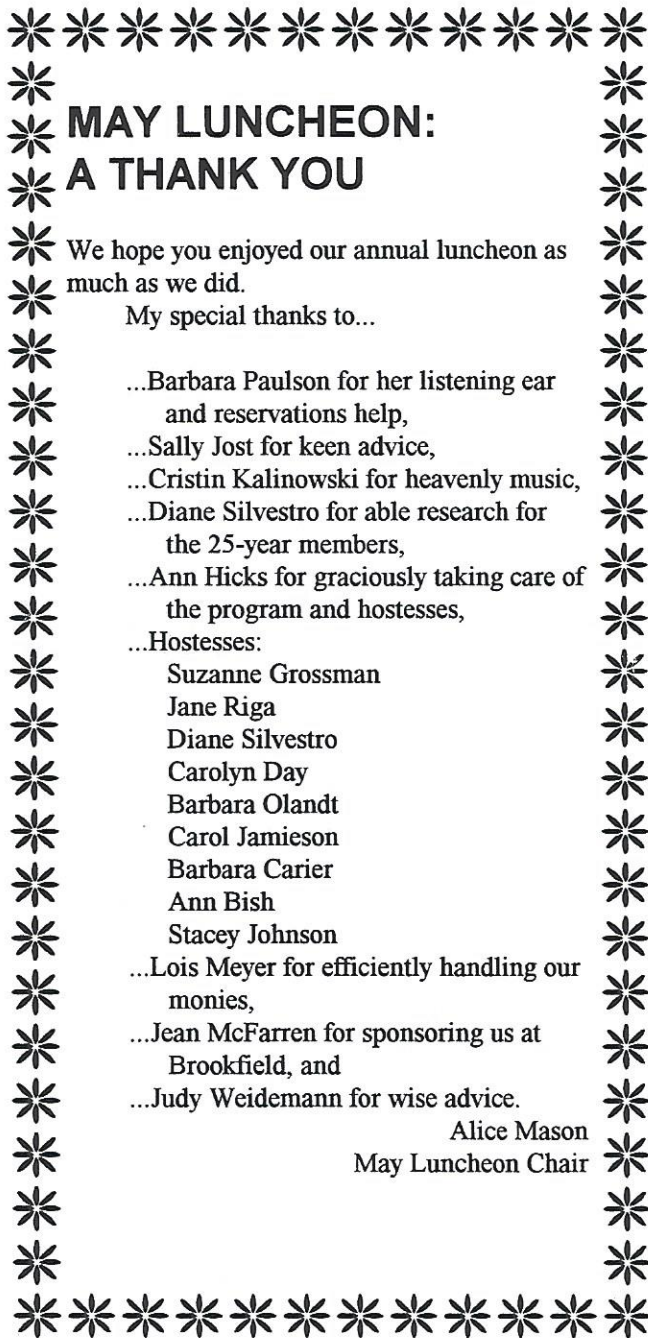 MAY LUNCHEON:
A THANK YOU
We hope you enjoyed our annual luncheon as
much as we did.
My special thanks to...
...Barbara Paulson for her listening ear
and reservations help,
...Sally Jost for keen advice,
...Cristin Kalinowski for heavenly music,
...Diane Silvestro for able research for
the 25-year members,
...Ann Hicks for graciously taking care of
the program and hostesses,
...Hostesses:
Suzanne Grossman
Jane Riga
Diane Silvestro
Carolyn Day
Barbara Olandt
Carol Jamieson
Barbara Carier
Ann Bish
Stacey Johnson
...Lois Meyer for efficiently handling our
monies,
...Jean McFarren for sponsoring us at
Brookfield, and
...Judy Weidemann for wise advice.
Alice Mason
May Luncheon Chair